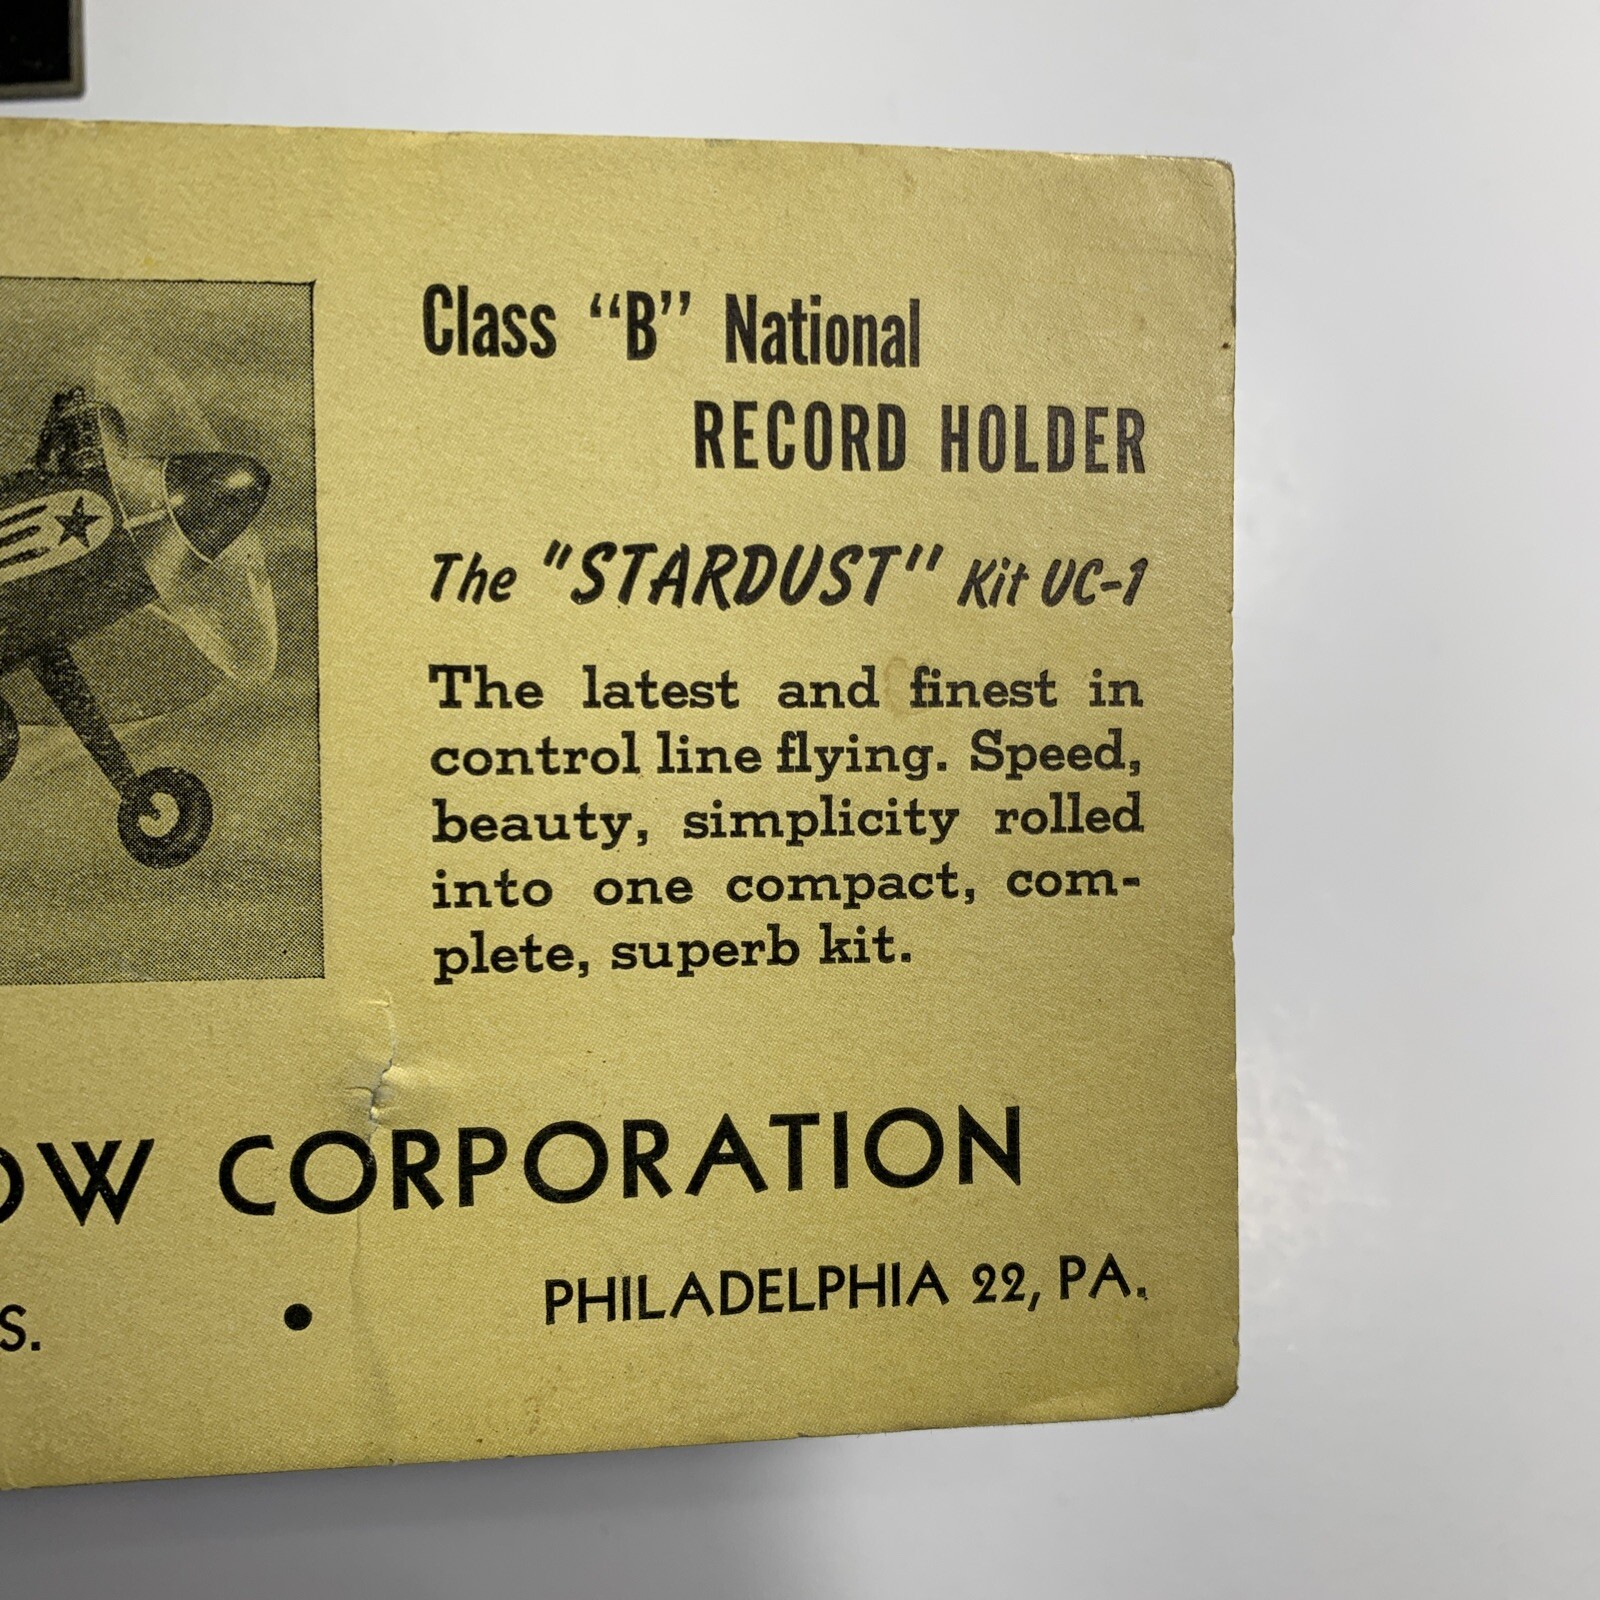 Class “B” National
RECORD HOLDER
The "STARDUST" Kit UC-1
The latest and finest in
control line flying. Speed,
beauty, simplicity rolled
into one compact, com-
plete, superb kit.
OW CORPORATION
S. • PHILADELPHIA 22, PA.